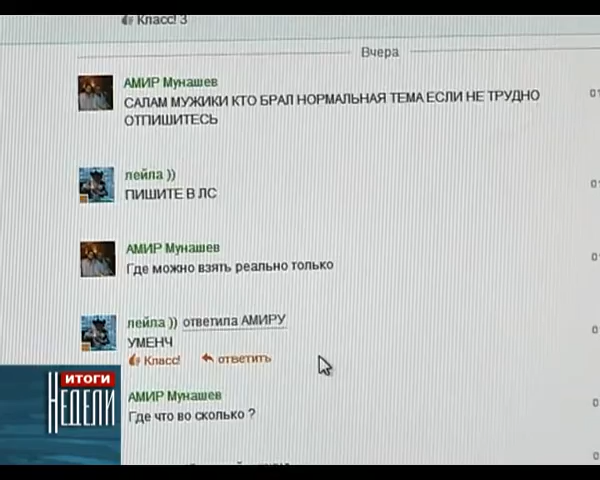 Класс! 3
Вчера
АМИР Мунашев
САЛАМ МУЖИКИ КТО БРАЛ НОРМАЛЬНАЯ ТЕМА ЕСЛИ НЕ ТРУДНО
ОТПИШИТЕСЬ
лейла ))
ПИШИТЕ В ЛС
АМИР Мунашев
Где можно взять реально только
лейла )) ответила АМИРУ
УМЕНЧ
Класс! ответить
АМИР Мунашев
Где что во сколько ?
ИТОГИ
НЕДЕЛИ